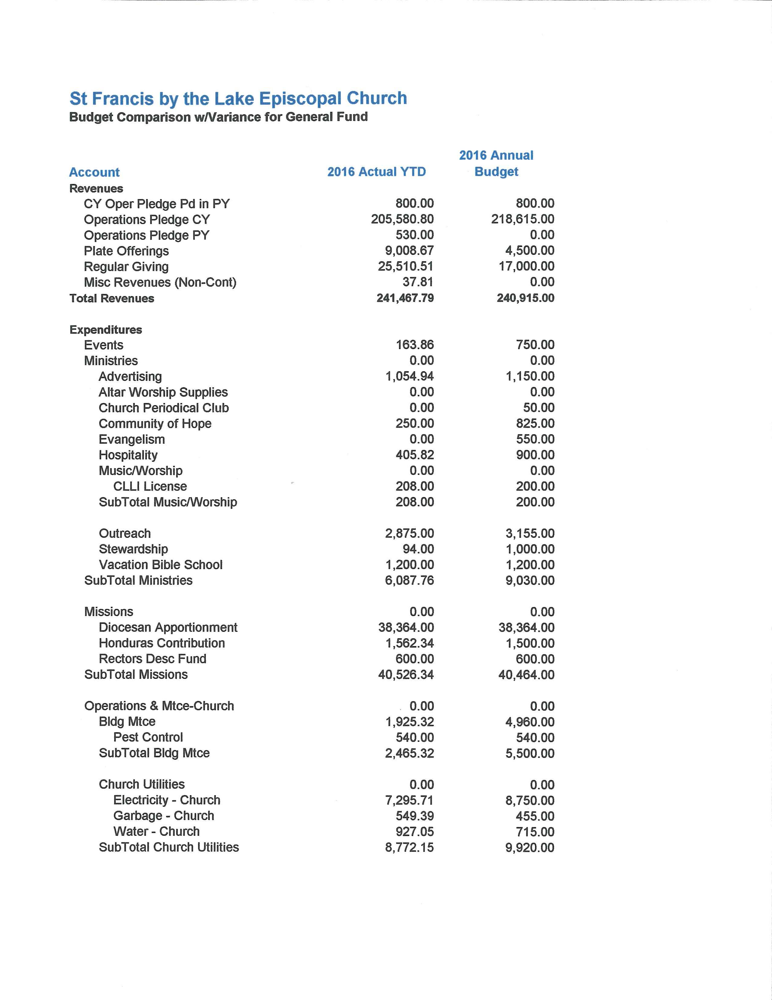 St Francis by the Lake Episcopal Church
Budget Comparison w/Variance for General Fund
2016 Annual
Account 2016 Actual YTD Budget
Revenues
CY Oper Pledge Pd in PY 800.00 800.00
Operations Pledge CY 205,580.80 218,615.00
Operations Pledge PY 530.00 0.00
Plate Offerings 9,008.67 4,500.00
Regular Giving 25,510.51 17,000.00
Misc Revenues (Non-Cont) 37.81 0.00
Total Revenues 241,467.79 240,915.00
Expenditures
Events 163.86 750.00
Ministries 0.00 0.00
Advertising 1,054.94 1,150.00
Altar Worship Supplies 0.00 0.00
Church Periodical Club 0.00 50.00
Community of Hope 250.00 825.00
Evangelism 0.00 550.00
Hospitality 405.82 900.00
Music/Worship 0.00 0.00
CLLI License 208.00 200.00
SubTotal Music/Worship 208.00 200.00
Outreach 2,875.00 3,155.00
Stewardship 94.00 1,000.00
Vacation Bible School 1,200.00 1,200.00
SubTotal Ministries 6,087.76 9,030.00
Missions 0.00 0.00
Diocesan Apportionment 38,364.00 38,364.00
Honduras Contribution 1,562.34 1,500.00
Rectors Desc Fund 600.00 600.00
SubTotal Missions 40,526.34 40,464.00
Operations & Mtce-Church 0.00 0.00
Bldg Mtce 1,925.32 4,960.00
Pest Control 540.00 540.00
SubTotal Bldg Mtce 2,465.32 5,500.00
Church Utilities 0.00 0.00
Electricity - Church 7,295.71 8,750.00
Garbage - Church 549.39 455.00
Water - Church 927.05 715.00
SubTotal Church Utilities 8,772.15 9,920.00